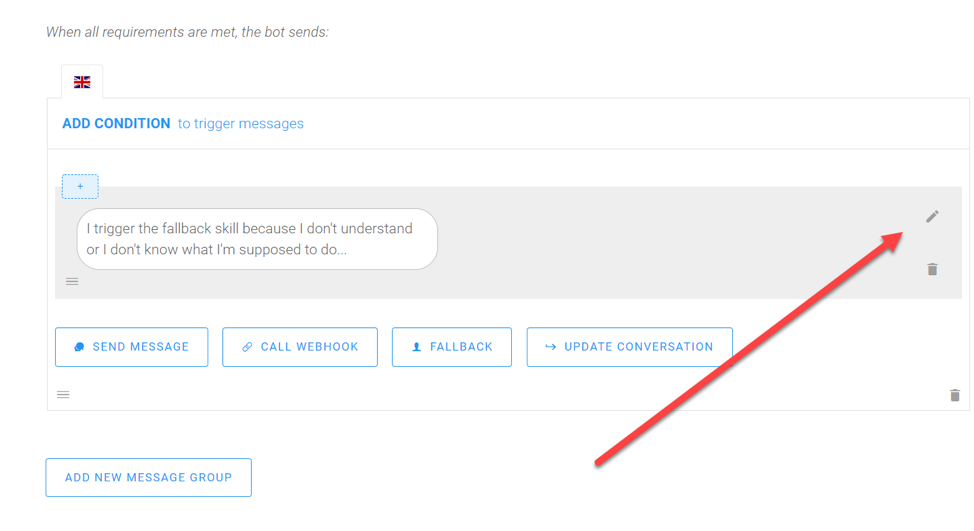 When all requirements are met, the bot sends:
ADD CONDITION to trigger messages
+
I trigger the fallback skill because I don't understand
or I don't know what I'm supposed to do...
SEND MESSAGE CALL WEBHOOK FALLBACK UPDATE CONVERSATION
ADD NEW MESSAGE GROUP